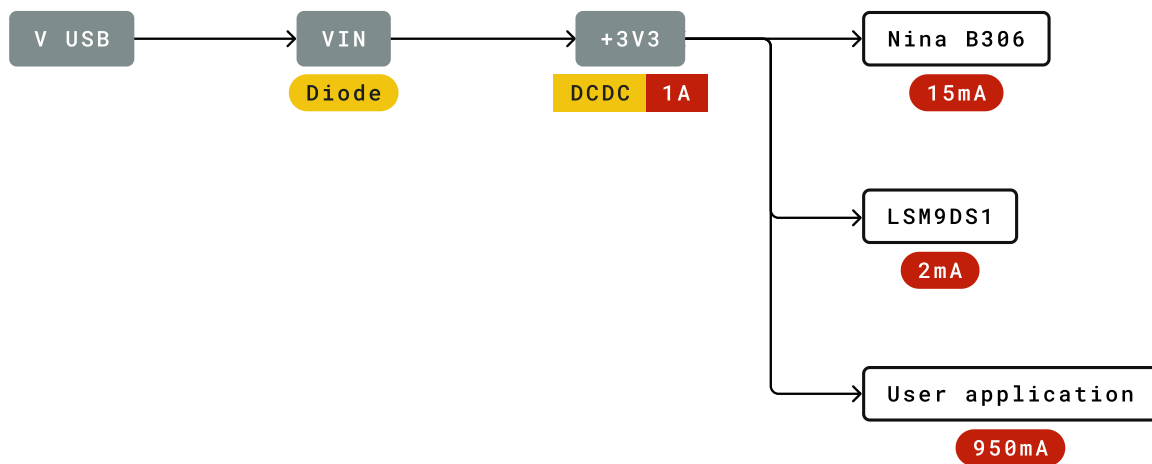 V USB
VIN
+3V3
Nina B306
Diode
DCDC
1A
15mA
LSM9DS1
2mA
User application
950mA